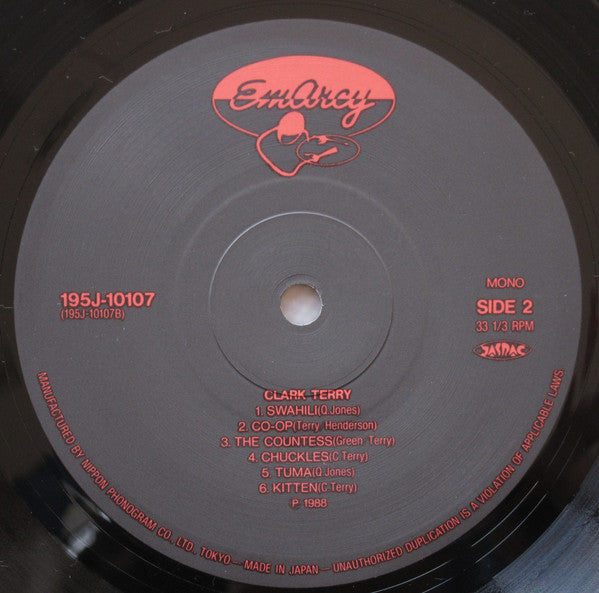 EmArcy
195J-10107
(195J-10107B)
MONO
SIDE 2
33 1/3 RPM
JASRAC
CLARK TERRY
1. SWAHILI(Q.Jones)
2. CO-OP(Terry. Henderson)
3. THE COUNTESS(Green. Terry)
4. CHUCKLES(C.Terry)
5. TUMA(Q.Jones)
6. KITTEN(C.Terry)
P. 1988
MANUFACTURED BY NIPPON PHONOGRAM CO., LTD., TOKYO—MADE IN JAPAN—UNAUTHORIZED DUPLICATION IS A VIOLATION OF APPLICABLE LAWS